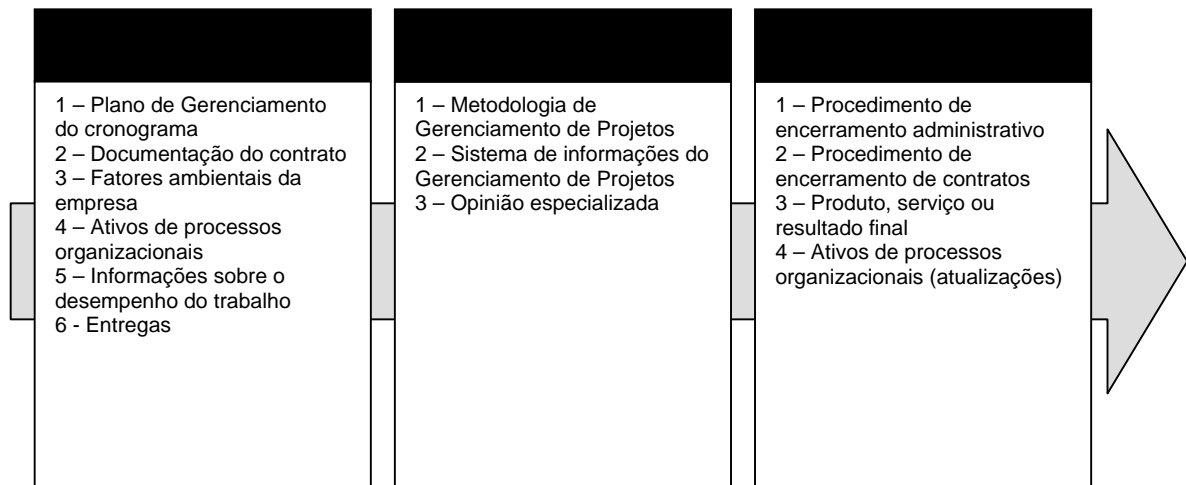 1 – Plano de Gerenciamento
do cronograma
2 – Documentação do contrato
3 – Fatores ambientais da
empresa
4 – Ativos de processos
organizacionais
5 – Informações sobre o
desempenho do trabalho
6 - Entregas
1 – Metodologia de
Gerenciamento de Projetos
2 – Sistema de informações do
Gerenciamento de Projetos
3 – Opinião especializada
1 – Procedimento de
encerramento administrativo
2 – Procedimento de
encerramento de contratos
3 – Produto, serviço ou
resultado final
4 – Ativos de processos
organizacionais (atualizações)